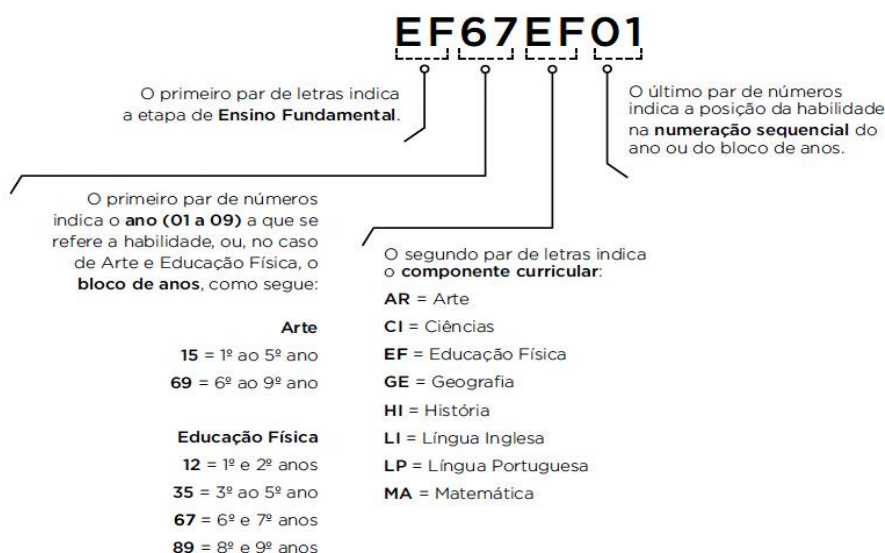 EF67EF01
O primeiro par de letras indica
a etapa de Ensino Fundamental.
O último par de números
indica a posição da habilidade
na numeração sequencial do
ano ou do bloco de anos.
O primeiro par de números
indica o ano (01 a 09) a que se
refere a habilidade, ou, no caso
de Arte e Educação Física, o
bloco de anos, como segue:
Arte
15 = 1º ao 5º ano
69 = 6º ao 9º ano
Educação Física
12 = 1º e 2º anos
35 = 3º ao 5º ano
67 = 6º e 7º anos
89 = 8º e 9º anos
O segundo par de letras indica
o componente curricular:
AR = Arte
CI = Ciências
EF = Educação Física
GE = Geografia
HI = História
LI = Língua Inglesa
LP = Língua Portuguesa
MA = Matemática